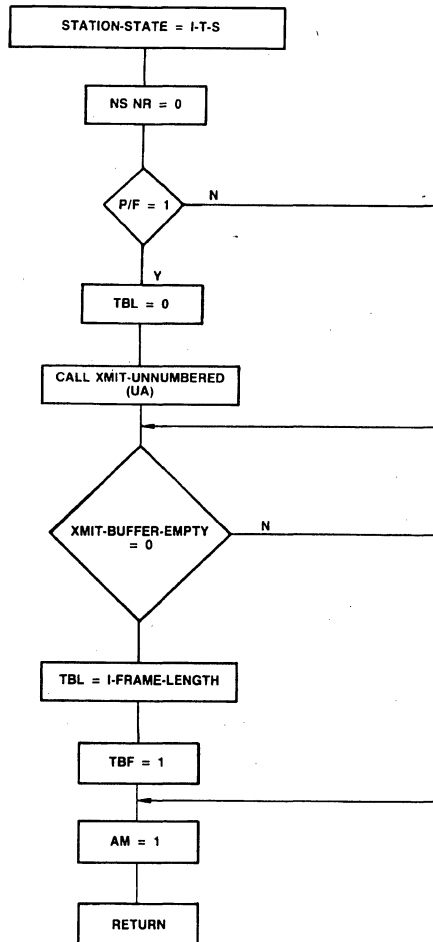 STATION-STATE = I-T-S
NS NR = 0
P/F = 1
N
Y
TBL = 0
CALL XMIT-UNNUMBERED
(UA)
XMIT-BUFFER-EMPTY
= 0
N
TBL = I-FRAME-LENGTH
TBF = 1
AM = 1
RETURN